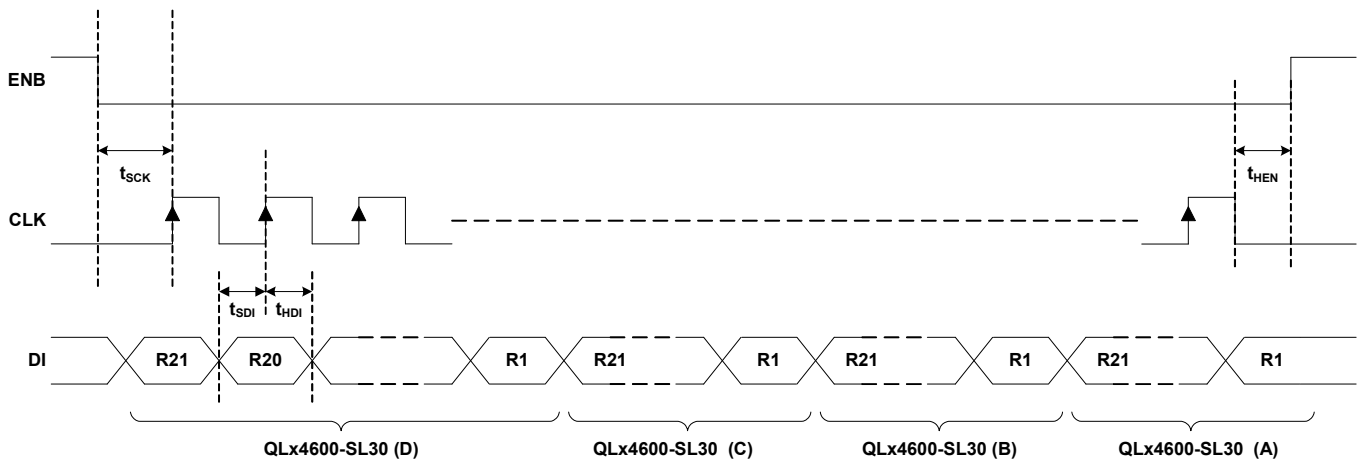 ENB
tSCK
tHEN
CLK
tSDI
tHDI
DI
R21
R20
R1
R21
R1
R21
R1
R21
R1
QLx4600-SL30 (D)
QLx4600-SL30 (C)
QLx4600-SL30 (B)
QLx4600-SL30 (A)